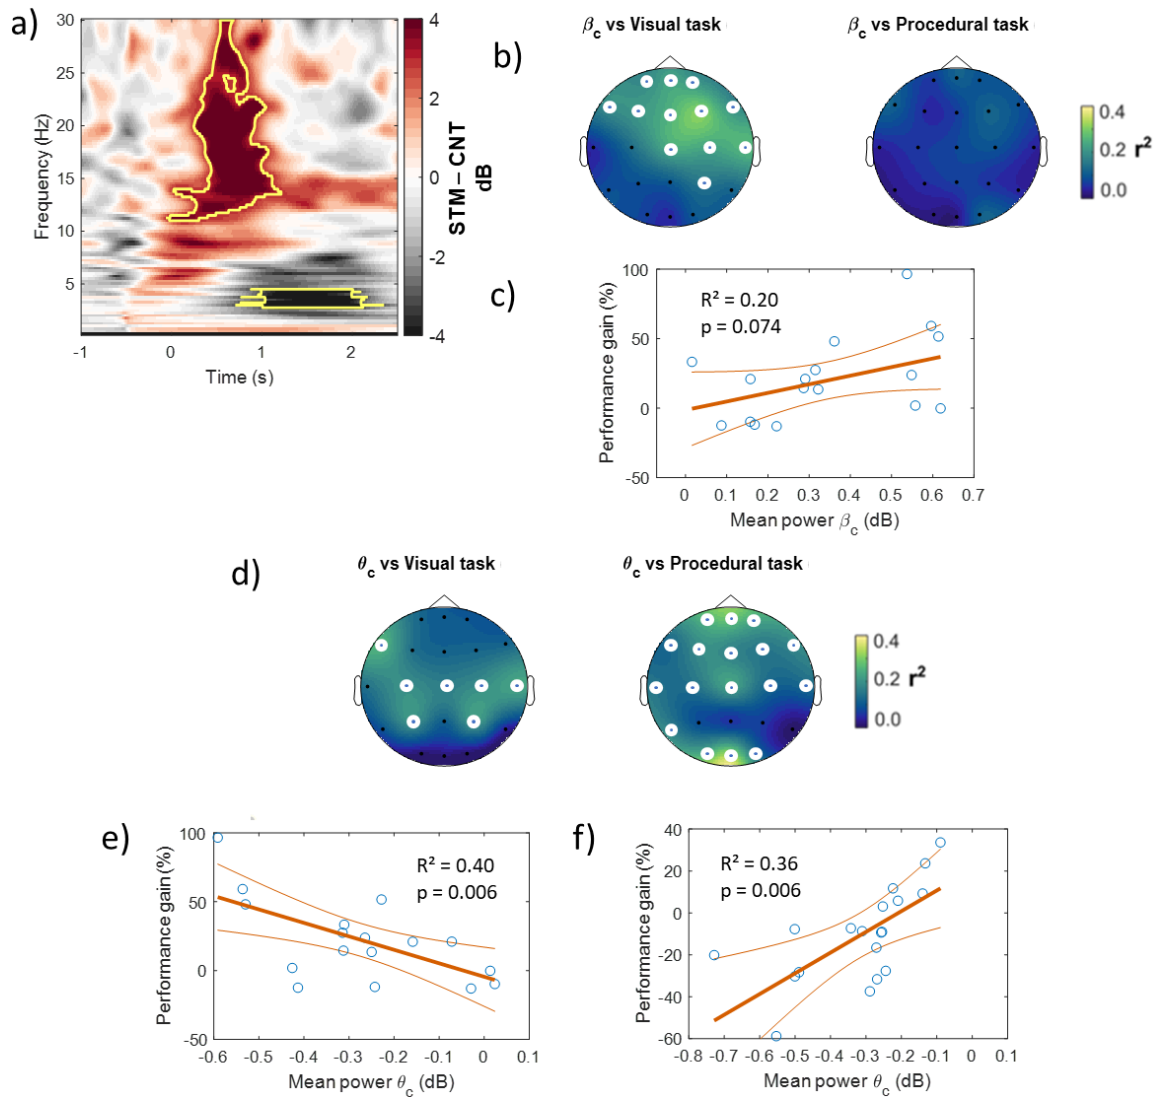 a)
30
25
20
15
10
5
Frequency (Hz)
-1
0
1
2
Time (s)
4
2
0
-2
-4
STM – CNT
dB
b)
βc vs Visual task
βc vs Procedural task
0.4
0.2
0.0
r²
c)
100
50
0
-50
Performance gain (%)
R² = 0.20
p = 0.074
0
0.1
0.2
0.3
0.4
0.5
0.6
0.7
Mean power βc (dB)
d)
θc vs Visual task
θc vs Procedural task
0.4
0.2
0.0
r²
e)
100
50
0
-50
Performance gain (%)
R² = 0.40
p = 0.006
-0.6
-0.5
-0.4
-0.3
-0.2
-0.1
0
0.1
Mean power θc (dB)
f)
40
20
0
-20
-40
-60
Performance gain (%)
R² = 0.36
p = 0.006
-0.8
-0.7
-0.6
-0.5
-0.4
-0.3
-0.2
-0.1
0
0.1
Mean power θc (dB)